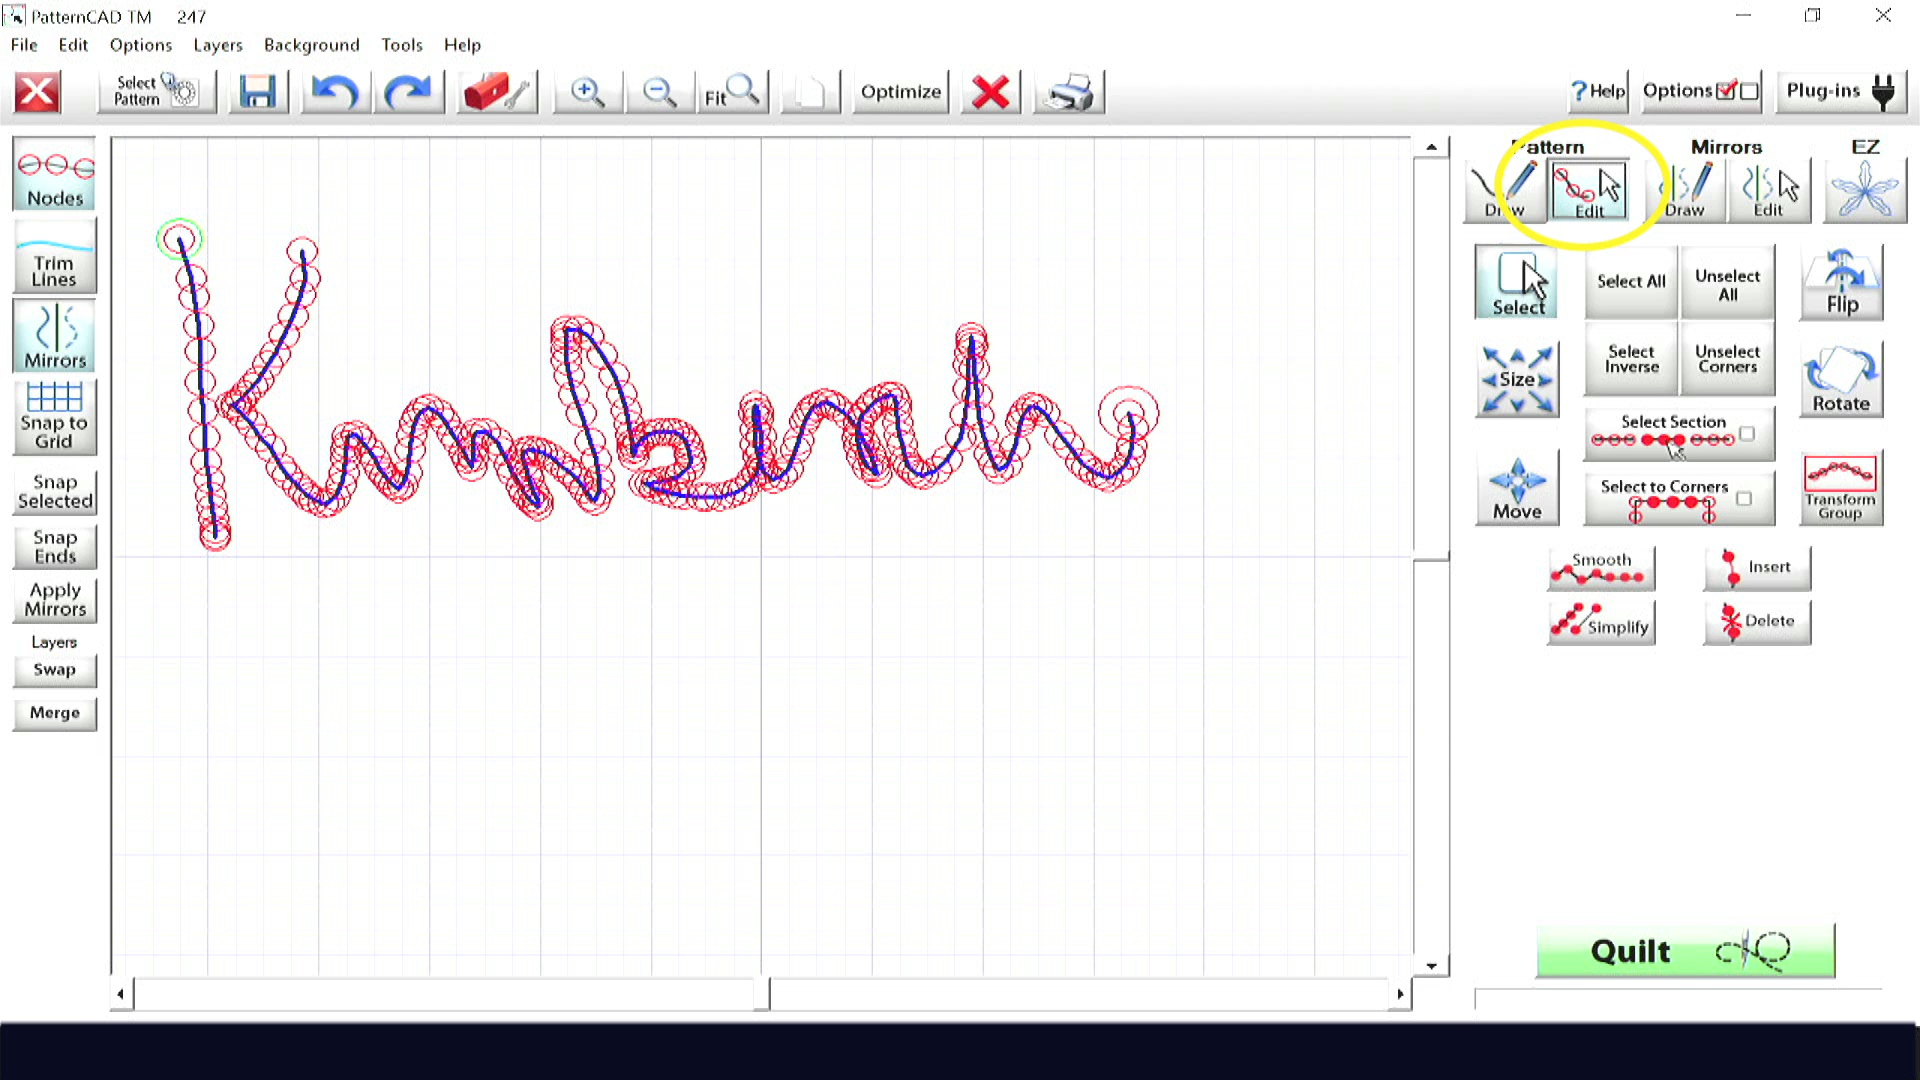 PatternCAD TM 247
File Edit Options Layers Background Tools Help
Select Pattern
Fit
Optimize
?Help
Options
Plug-ins
Nodes
Trim Lines
Mirrors
Snap to Grid
Snap Selected
Snap Ends
Apply Mirrors
Layers
Swap
Merge
Pattern Mirrors EZ
Draw Edit Draw Edit
Select
Select All
Unselect All
Flip
Size
Select Inverse
Unselect Corners
Rotate
Select Section
Move
Select to Corners
Transform Group
Smooth
Insert
Simplify
Delete
Quilt